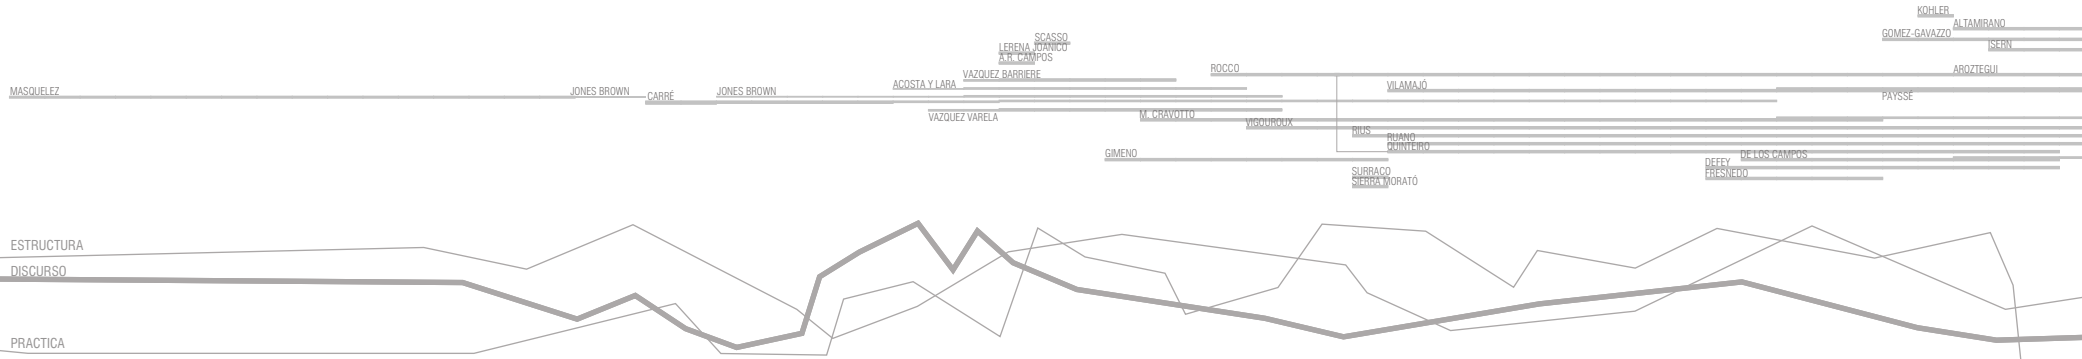 KOHLER
ALTAMIRANO
GOMEZ-GAVAZZO
ISERN
SCASSO
LERENA JOANICO
A.R. CAMPOS
VAZQUEZ BARRIERE
ROCCO
AROZTEGUI
ACOSTA Y LARA
VILAMAJÓ
MASQUELEZ
JONES BROWN
CARRÉ
JONES BROWN
PAYSSÉ
VAZQUEZ VARELA
M. CRAVOTTO
VIGOUROUX
RIUS
RUANO
QUINTEIRO
GIMENO
DE LOS CAMPOS
DEFEY
FRESNEDO
SURRACO
SIERRA MORATÓ
ESTRUCTURA
DISCURSO
PRACTICA